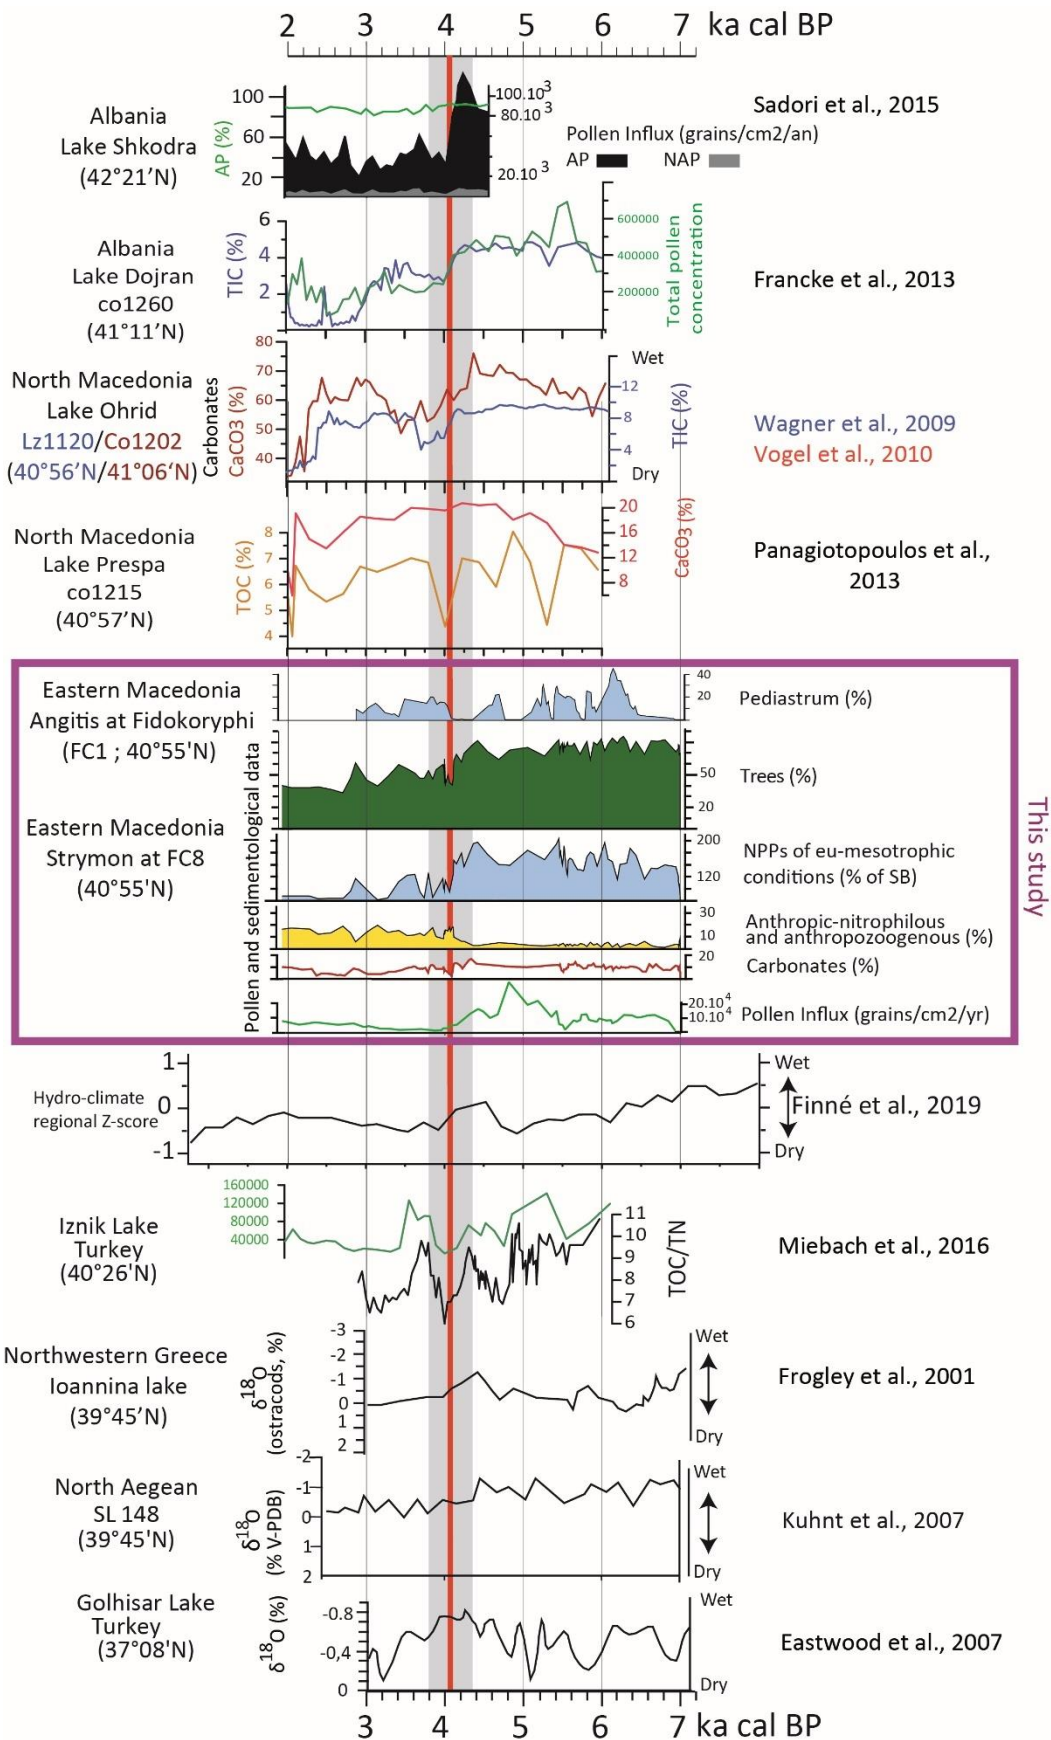 2 3 4 5 6 7 ka cal BP
Albania
Lake Shkodra
(42°21'N)
AP (%)
100
60
20
100.10³
80.10³
20.10³
Sadori et al., 2015
Pollen Influx (grains/cm2/an)
AP NAP
Albania
Lake Dojran
co1260
(41°11'N)
TIC (%)
6
4
2
600000
400000
200000
Total pollen
concentration
Francke et al., 2013
North Macedonia
Lake Ohrid
Lz1120/Co1202
(40°56'N/41°06'N)
Carbonates
CaCO3 (%)
80
70
60
50
40
Wet
12
8
4
Dry
TIC (%)
Wagner et al., 2009
Vogel et al., 2010
North Macedonia
Lake Prespa
co1215
(40°57'N)
TOC (%)
8
7
6
5
4
20
16
12
8
CaCO3 (%)
Panagiotopoulos et al.,
2013
Eastern Macedonia
Angitis at Fidokoryphi
(FC1 ; 40°55'N)
Eastern Macedonia
Strymon at FC8
(40°55'N)
Pollen and sedimentological data
40
20
Pediastrum (%)
50
20
Trees (%)
200
120
NPPs of eu-mesotrophic
conditions (% of SB)
30
10
Anthropic-nitrophilous
and anthropozoogenous (%)
20
Carbonates (%)
20.10⁴
10.10⁴
Pollen Influx (grains/cm2/yr)
This study
Hydro-climate
regional Z-score
1
0
-1
Wet
Dry
Finné et al., 2019
Iznik Lake
Turkey
(40°26'N)
160000
120000
80000
40000
11
10
9
8
7
6
TOC/TN
Miebach et al., 2016
Northwestern Greece
Ioannina lake
(39°45'N)
δ18O
(ostracods, %)
-3
-2
-1
0
1
2
Wet
Dry
Frogley et al., 2001
North Aegean
SL 148
(39°45'N)
δ18O
(% V-PDB)
-2
-1
0
1
2
Wet
Dry
Kuhnt et al., 2007
Golhisar Lake
Turkey
(37°08'N)
δ18O (%)
-0.8
-0,4
0
Wet
Dry
Eastwood et al., 2007
3 4 5 6 7 ka cal BP